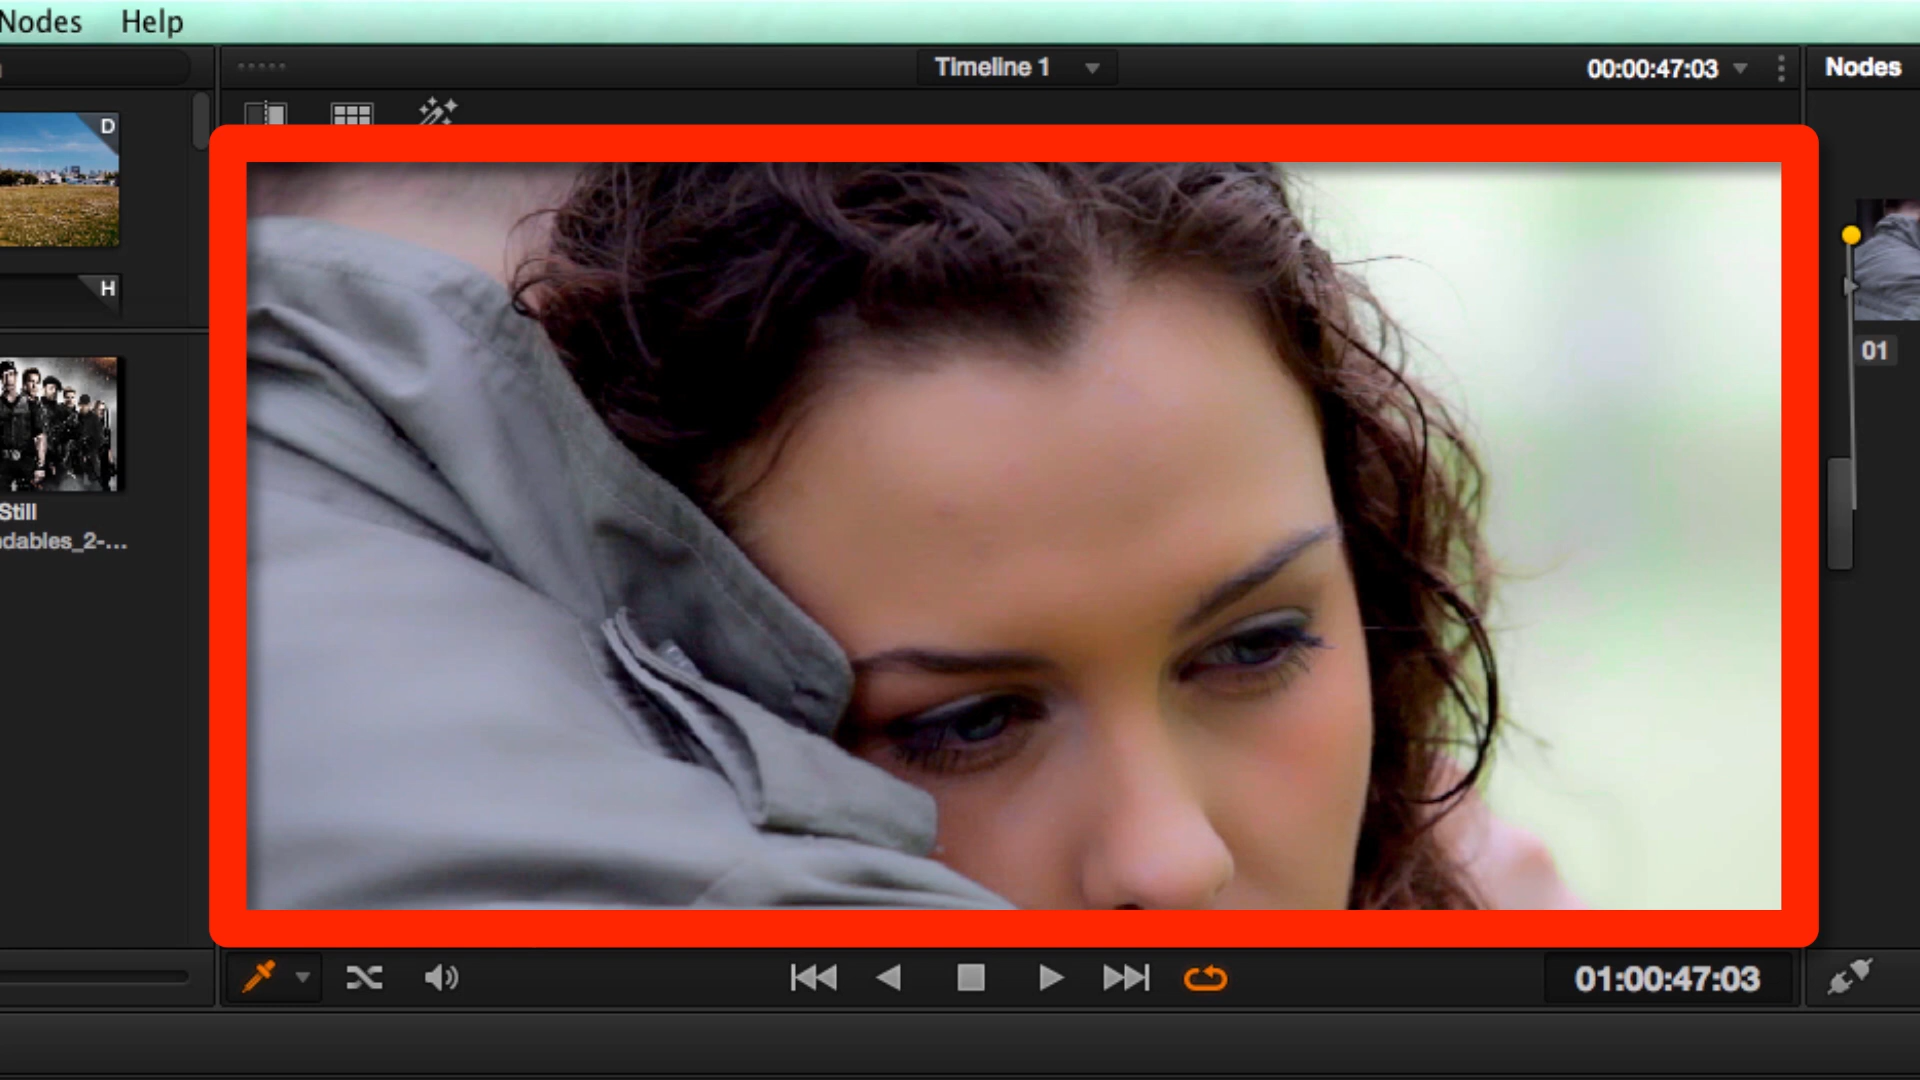 Nodes Help
Timeline 1
00:00:47:03
Nodes
D
H
01
Still
dables_2-...
01:00:47:03